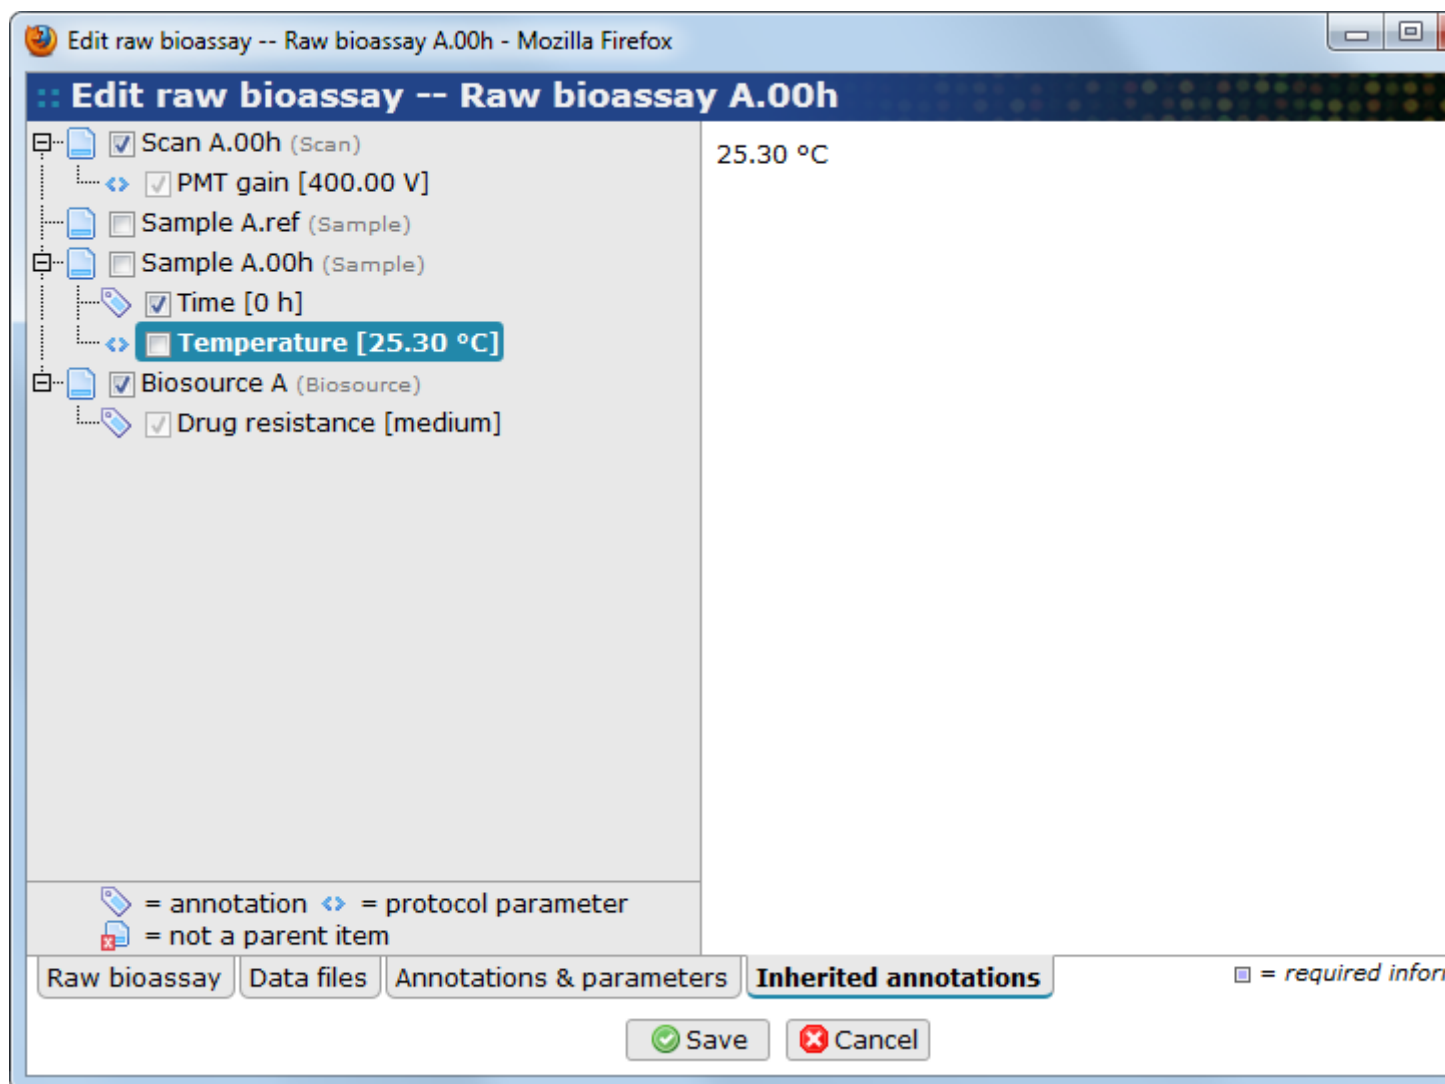 Edit raw bioassay -- Raw bioassay A.00h - Mozilla Firefox
:: Edit raw bioassay -- Raw bioassay A.00h
Scan A.00h (Scan)
PMT gain [400.00 V]
Sample A.ref (Sample)
Sample A.00h (Sample)
Time [0 h]
Temperature [25.30 °C]
Biosource A (Biosource)
Drug resistance [medium]
25.30 °C
= annotation <> = protocol parameter
= not a parent item
Raw bioassay Data files Annotations & parameters Inherited annotations
= required inforr
Save Cancel